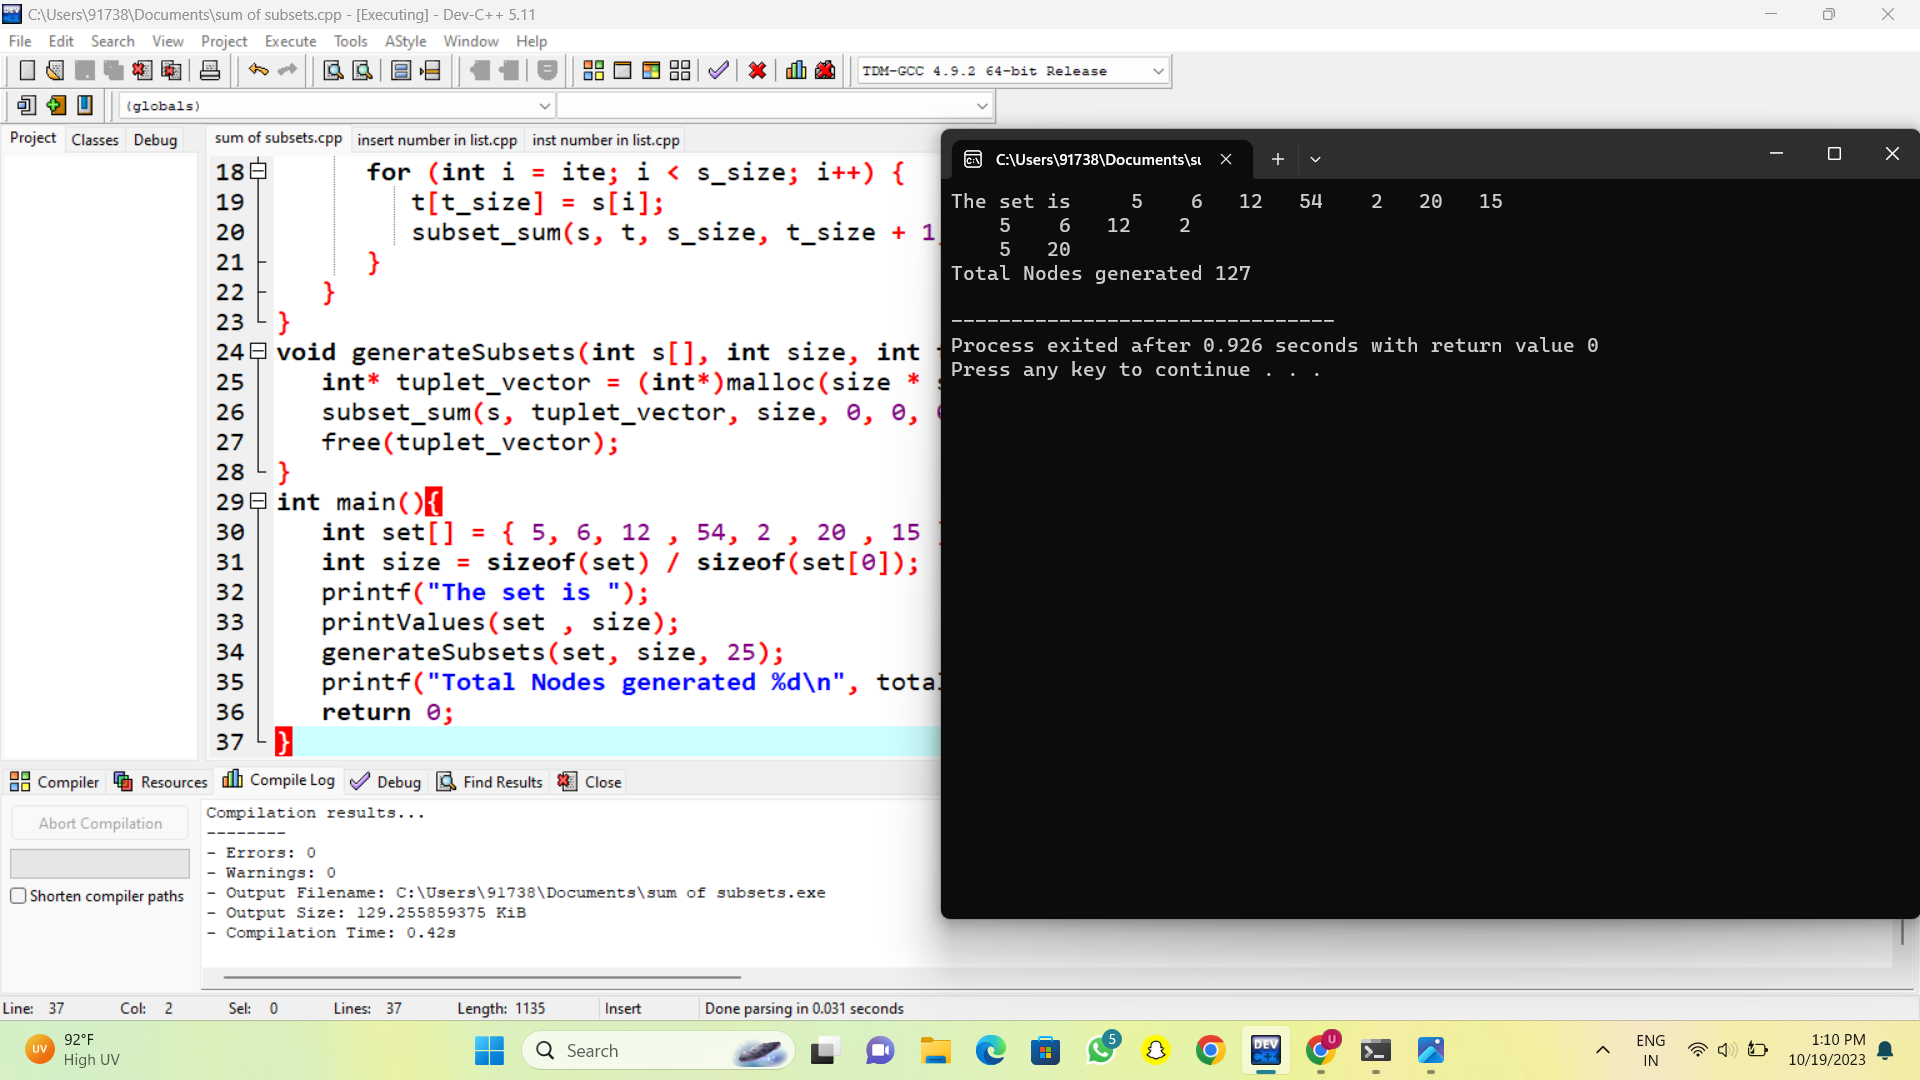 C:\Users\91738\Documents\sum of subsets.cpp - [Executing] - Dev-C++ 5.11
File Edit Search View Project Execute Tools AStyle Window Help
TDM-GCC 4.9.2 64-bit Release
(globals)
Project Classes Debug
sum of subsets.cpp insert number in list.cpp inst number in list.cpp
18 for (int i = ite; i < s_size; i++) {
19 t[t_size] = s[i];
20 subset_sum(s, t, s_size, t_size + 1
21 }
22 }
23 }
24 void generateSubsets(int s[], int size, int
25 int* tuplet_vector = (int*)malloc(size *
26 subset_sum(s, tuplet_vector, size, 0, 0,
27 free(tuplet_vector);
28 }
29 int main(){
30 int set[] = { 5, 6, 12 , 54, 2 , 20 , 15
31 int size = sizeof(set) / sizeof(set[0]);
32 printf("The set is ");
33 printValues(set , size);
34 generateSubsets(set, size, 25);
35 printf("Total Nodes generated %d\n", total
36 return 0;
37 }
C:\Users\91738\Documents\su
The set is 5 6 12 54 2 20 15
5 6 12 2
5 20
Total Nodes generated 127
--------------------------------
Process exited after 0.926 seconds with return value 0
Press any key to continue . . .
Compiler Resources Compile Log Debug Find Results Close
Abort Compilation
Shorten compiler paths
Compilation results...
--------
- Errors: 0
- Warnings: 0
- Output Filename: C:\Users\91738\Documents\sum of subsets.exe
- Output Size: 129.255859375 KiB
- Compilation Time: 0.42s
Line: 37 Col: 2 Sel: 0 Lines: 37 Length: 1135 Insert Done parsing in 0.031 seconds
UV
92°F
High UV
Search
5
DEV
C++
U
ENG
IN
1:10 PM
10/19/2023